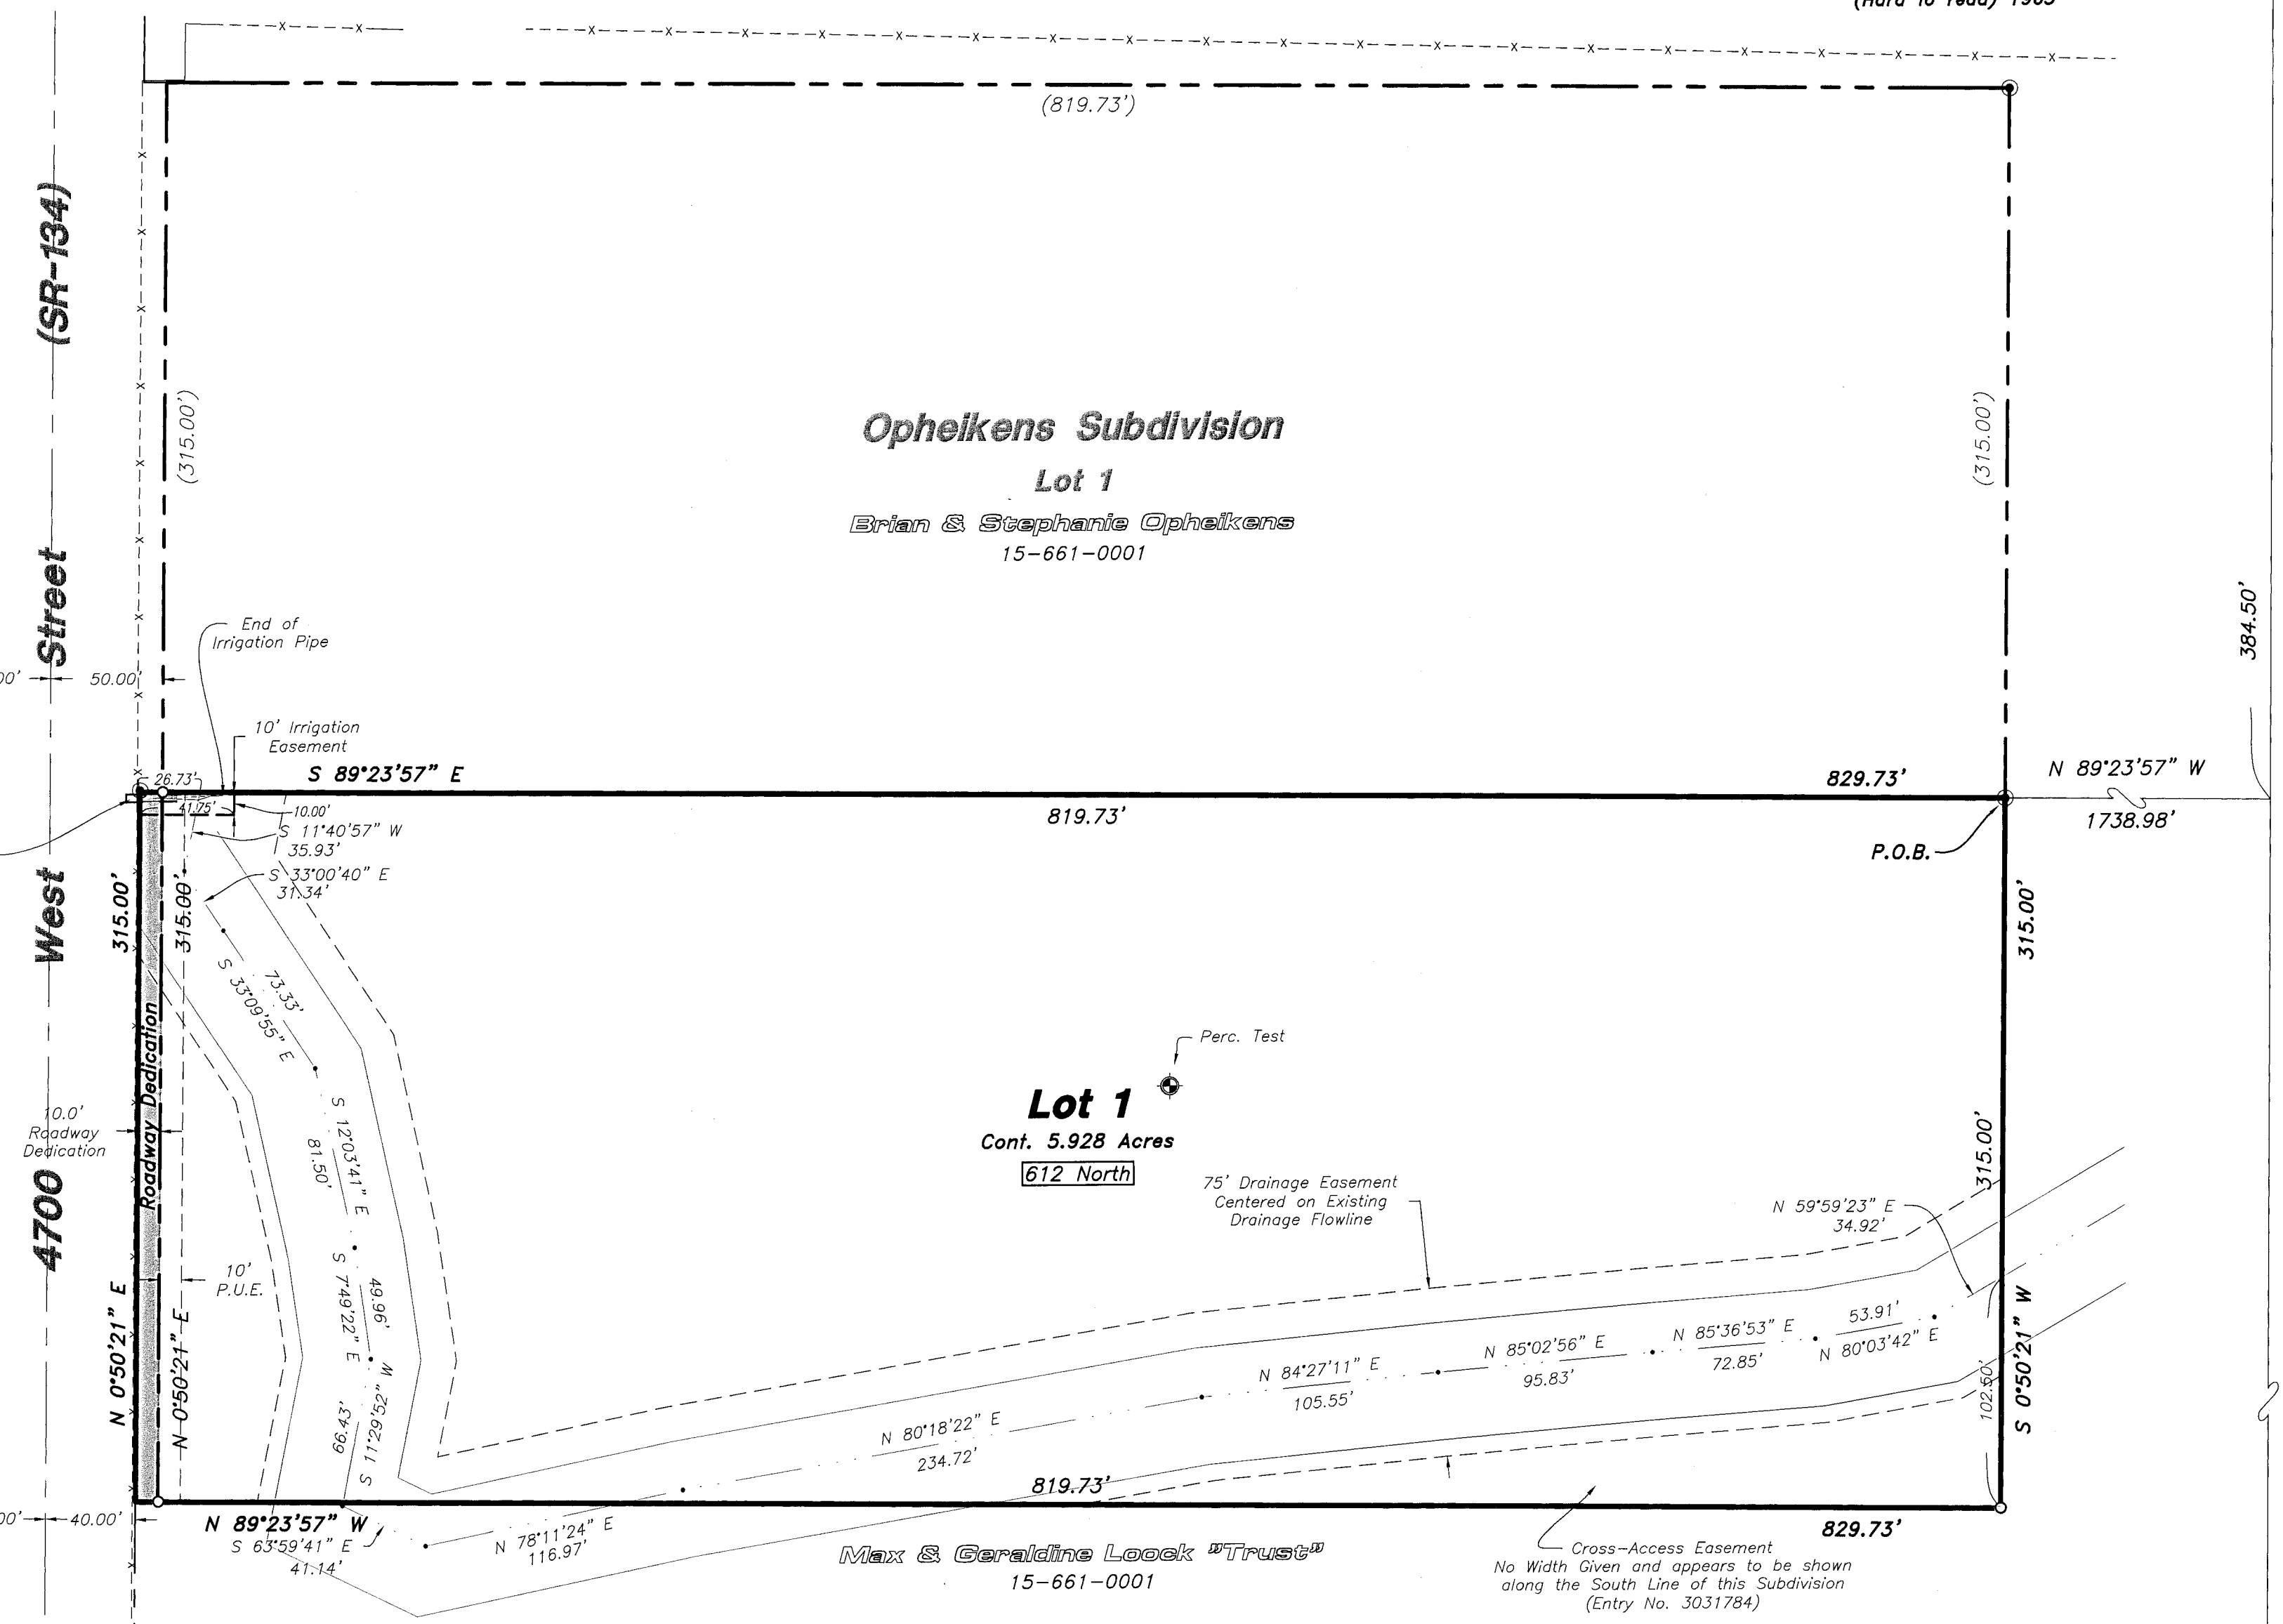 (Hard to read) 1965
(819.73')
(SR-134)
(315.00')
(315.00')
Opheikens Subdivision
Lot 1
Brian & Stephanie Opheikens
15-661-0001
Street
384.50'
End of
Irrigation Pipe
00'
50.00'
10' Irrigation
Easement
S 89°23'57" E
829.73'
N 89°23'57" W
26.73'
41.75'
10.00'
819.73'
1738.98'
S 11°40'57" W
35.93'
P.O.B.
S 33°00'40" E
31.34'
West
315.00'
315.00'
315.00'
73.33'
S 33°09'55" E
Roadway Dedication
Perc. Test
Lot 1
Cont. 5.928 Acres
612 North
10.0'
Roadway
Dedication
S 12°03'41" E
81.50'
315.00'
4700
75' Drainage Easement
Centered on Existing
Drainage Flowline
N 59°59'23" E
34.92'
10'
P.U.E.
N 0°50'21" E
N 0°50'21" E
49.96'
S 7°49'22" E
S 0°50'21" W
53.91'
N 80°03'42" E
N 85°36'53" E
72.85'
N 85°02'56" E
95.83'
N 84°27'11" E
105.55'
102.50'
66.43'
S 11°29'52" W
N 80°18'22" E
234.72'
819.73'
00'
40.00'
N 89°23'57" W
829.73'
S 63°59'41" E
41.14'
N 78°11'24" E
116.97'
Max & Geraldine Loock "Trust"
15-661-0001
Cross-Access Easement
No Width Given and appears to be shown
along the South Line of this Subdivision
(Entry No. 3031784)